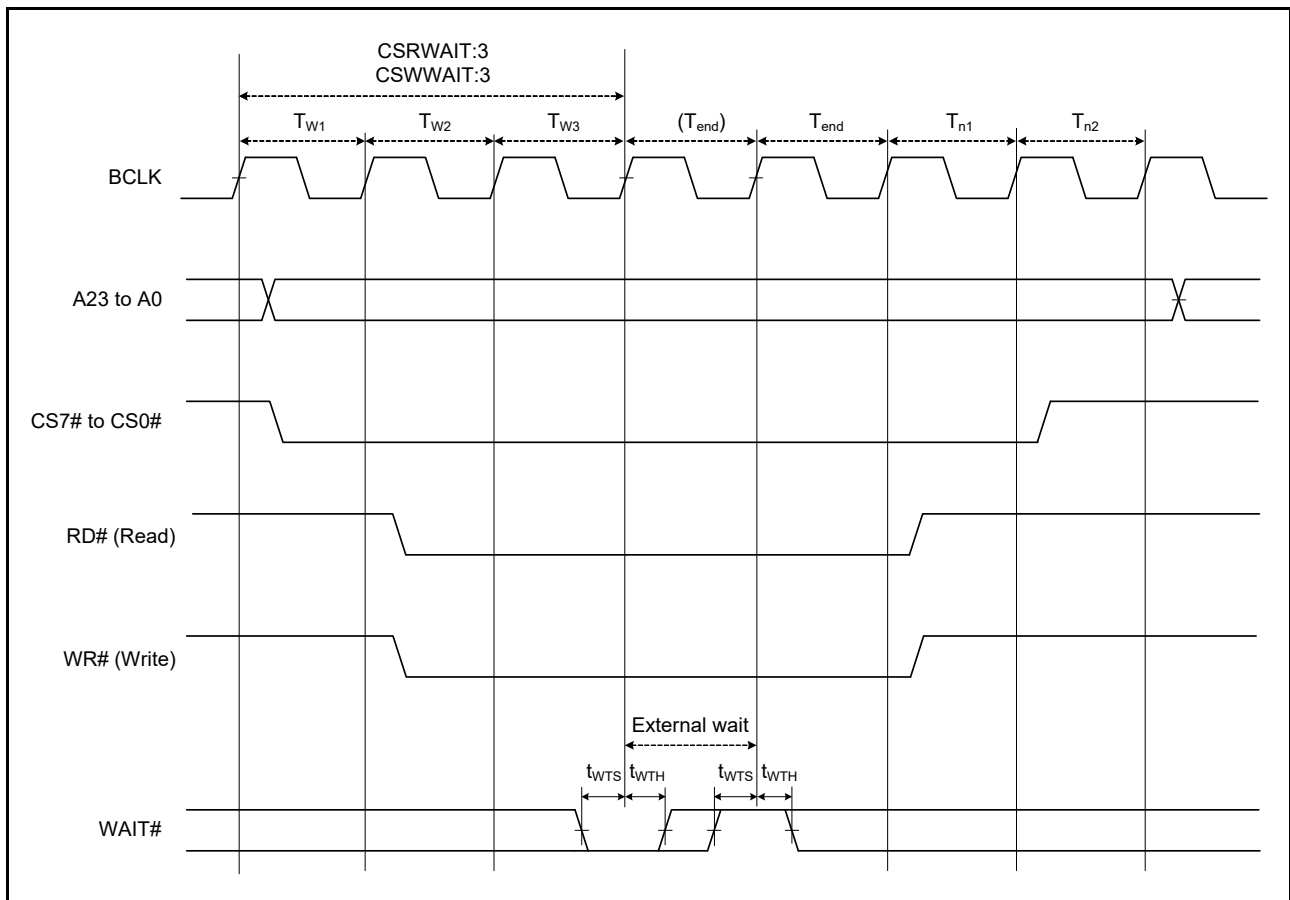 CSRWAIT:3
CSWWAIT:3
TW1 TW2 TW3 (Tend) Tend Tn1 Tn2
BCLK
A23 to A0
CS7# to CS0#
RD# (Read)
WR# (Write)
External wait
tWTS tWTH tWTS tWTH
WAIT#